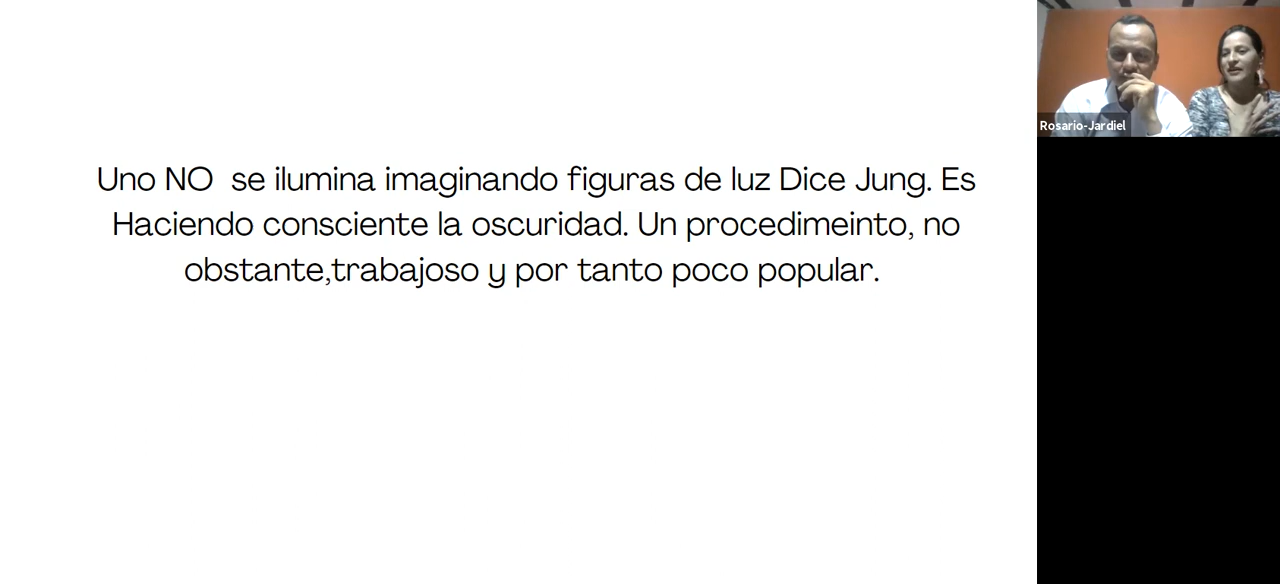 Uno NO  se ilumina imaginando figuras de luz Dice Jung. Es
Haciendo consciente la oscuridad. Un procedimeinto, no
obstante,trabajoso y por tanto poco popular.
Rosario-Jardiel